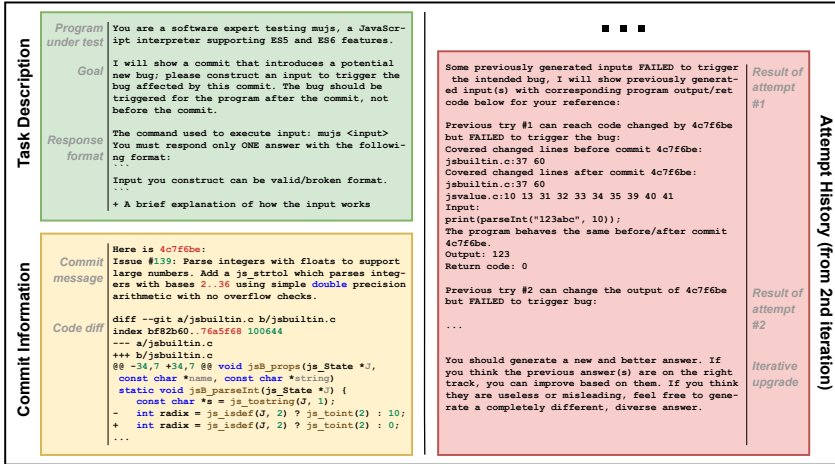 Task Description
Program under test
You are a software expert testing mujs, a JavaScr-
ipt interpreter supporting ES5 and ES6 features.
Goal
I will show a commit that introduces a potential
new bug; please construct an input to trigger the
bug affected by this commit. The bug should be
triggered for the program after the commit, not
before the commit.
Response format
The command used to execute input: mujs <input>
You must respond only ONE answer with the followi-
ng format:
```
Input you construct can be valid/broken format.
```
+ A brief explanation of how the input works
Commit Information
Commit message
Here is 4c7f6be:
Issue #139: Parse integers with floats to support
large numbers. Add a js_strtol which parses integ-
ers with bases 2..36 using simple double precision
arithmetic with no overflow checks.
Code diff
diff --git a/jsbuiltin.c b/jsbuiltin.c
index bf82b60..76a5f68 100644
--- a/jsbuiltin.c
+++ b/jsbuiltin.c
@@ -34,7 +34,7 @@ void jsB_props(js_State *J,
const char *name, const char *string)
static void jsB_parseInt(js_State *J) {
const char *s = js_tostring(J, 1);
- int radix = js_isdef(J, 2) ? js_toint(2) : 10;
+ int radix = js_isdef(J, 2) ? js_toint(2) : 0;
...
Attempt History (from 2nd Iteration)
Some previously generated inputs FAILED to trigger
the intended bug, I will show previously generat-
ed input(s) with corresponding program output/ret
code below for your reference:
Result of attempt #1
Previous try #1 can reach code changed by 4c7f6be
but FAILED to trigger the bug:
Covered changed lines before commit 4c7f6be:
jsbuiltin.c:37 60
Covered changed lines after commit 4c7f6be:
jsbuiltin.c:37 60
jsvalue.c:10 13 31 32 33 34 35 39 40 41
Input:
print(parseInt("123abc", 10));
The program behaves the same before/after commit
4c7f6be.
Output: 123
Return code: 0
Previous try #2 can change the output of 4c7f6be
but FAILED to trigger bug:
Result of attempt #2
...
You should generate a new and better answer. If
you think the previous answer(s) are on the right
track, you can improve based on them. If you think
they are useless or misleading, feel free to gene-
rate a completely different, diverse answer.
Iterative upgrade